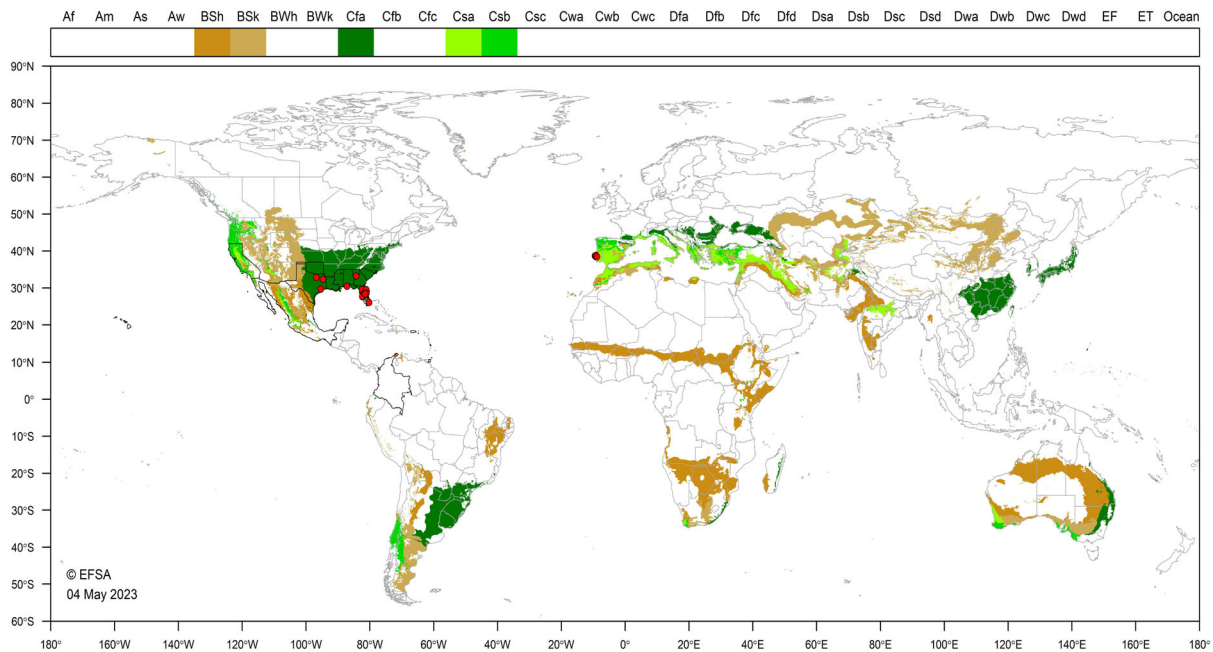 Af Am As Aw BSh BSk BWh BWk Cfa Cfb Cfc Csa Csb Csc Cwa Cwb Cwc Dfa Dfb Dfc Dfd Dsa Dsb Dsc Dsd Dwa Dwb Dwc Dwd EF ET Ocean
90°N
80°N
70°N
60°N
50°N
40°N
30°N
20°N
10°N
0°
10°S
20°S
30°S
40°S
50°S
60°S
© EFSA
04 May 2023
180° 160°W 140°W 120°W 100°W 80°W 60°W 40°W 20°W 0° 20°E 40°E 60°E 80°E 100°E 120°E 140°E 160°E 180°